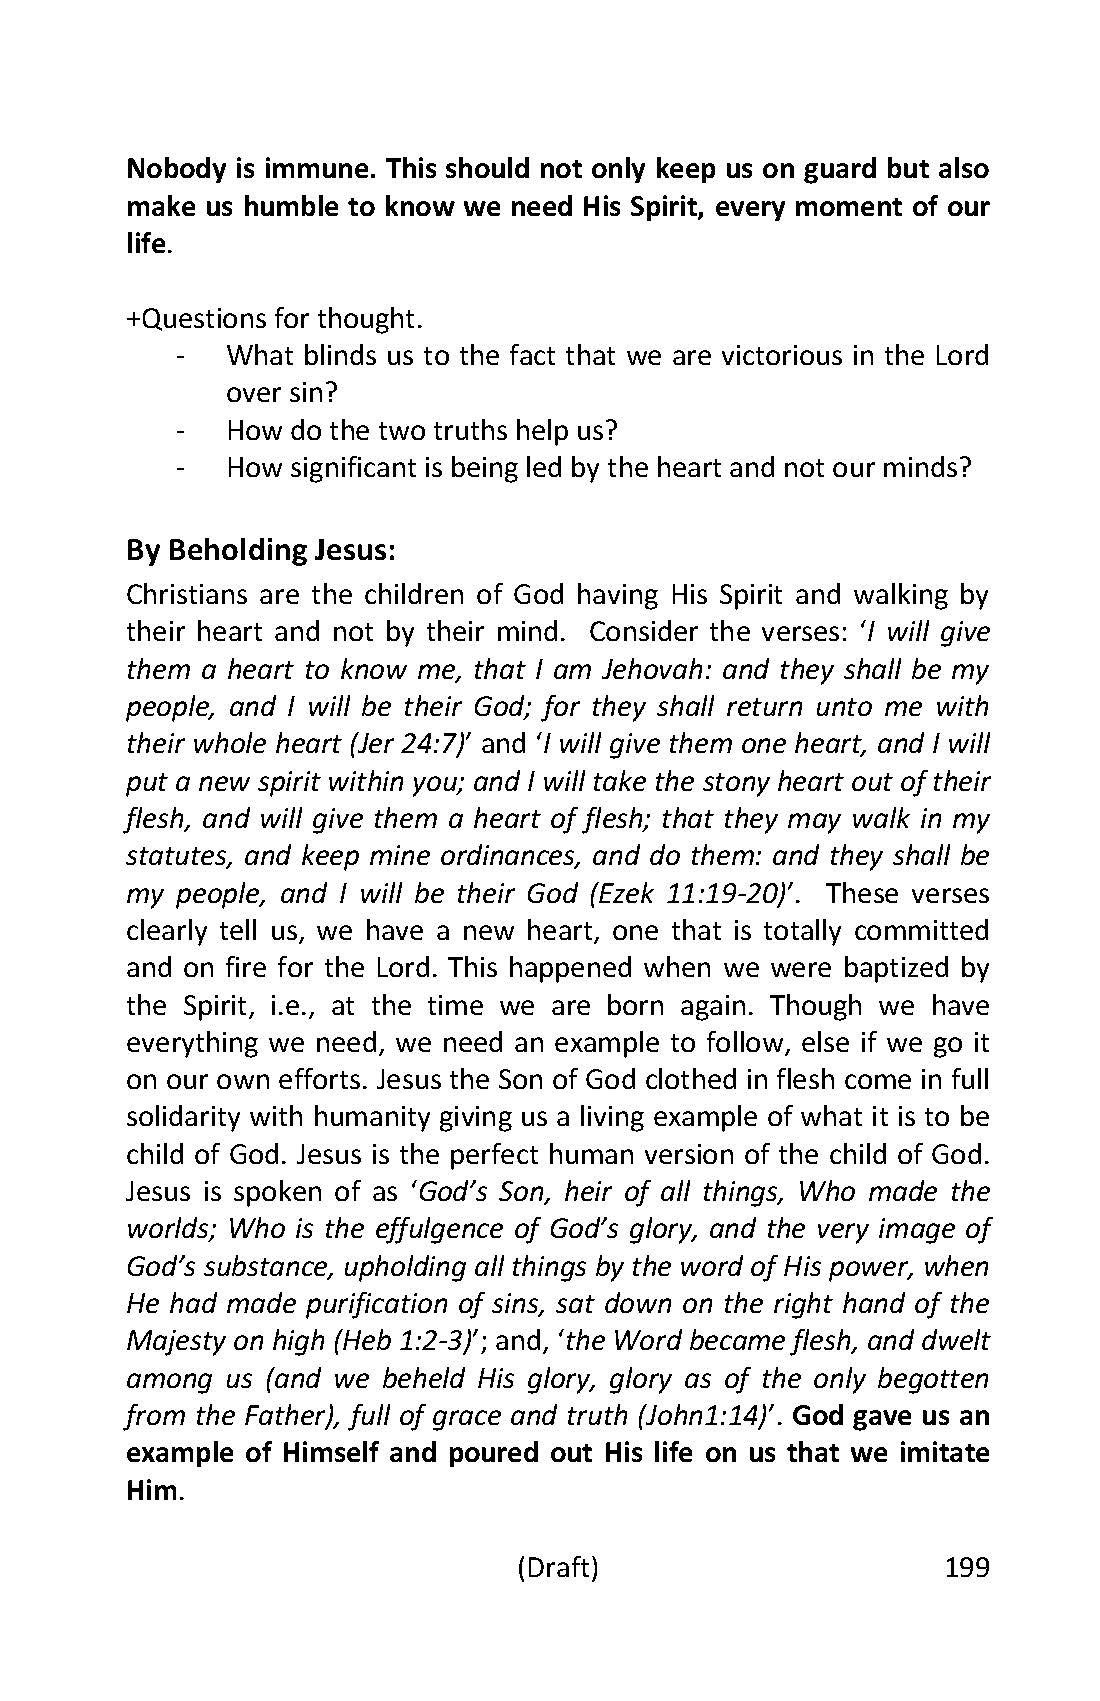 Nobody is immune. This should not only keep us on guard but also
make us humble to know we need His Spirit, every moment of our
life.
+Questions for thought.
- What blinds us to the fact that we are victorious in the Lord
over sin?
- How do the two truths help us?
- How significant is being led by the heart and not our minds?
By Beholding Jesus:
Christians are the children of God having His Spirit and walking by
their heart and not by their mind. Consider the verses: ‘I will give
them a heart to know me, that I am Jehovah: and they shall be my
people, and I will be their God; for they shall return unto me with
their whole heart (Jer 24:7)’ and ‘I will give them one heart, and I will
put a new spirit within you; and I will take the stony heart out of their
flesh, and will give them a heart of flesh; that they may walk in my
statutes, and keep mine ordinances, and do them: and they shall be
my people, and I will be their God (Ezek 11:19-20)’. These verses
clearly tell us, we have a new heart, one that is totally committed
and on fire for the Lord. This happened when we were baptized by
the Spirit, i.e., at the time we are born again. Though we have
everything we need, we need an example to follow, else if we go it
on our own efforts. Jesus the Son of God clothed in flesh come in full
solidarity with humanity giving us a living example of what it is to be
child of God. Jesus is the perfect human version of the child of God.
Jesus is spoken of as ‘God’s Son, heir of all things, Who made the
worlds; Who is the effulgence of God’s glory, and the very image of
God’s substance, upholding all things by the word of His power, when
He had made purification of sins, sat down on the right hand of the
Majesty on high (Heb 1:2-3)’; and, ‘the Word became flesh, and dwelt
among us (and we beheld His glory, glory as of the only begotten
from the Father), full of grace and truth (John1:14)’. God gave us an
example of Himself and poured out His life on us that we imitate
Him.
(Draft) 199